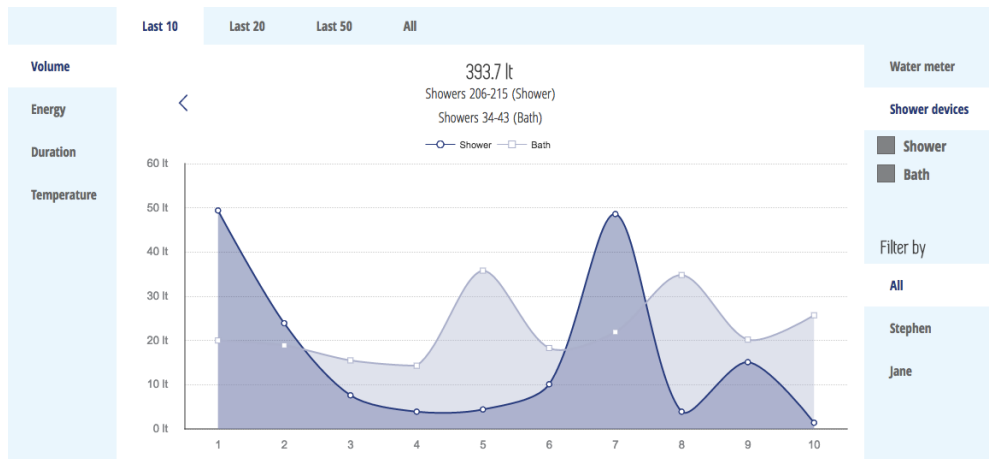 Last 10 Last 20 Last 50 All
Volume
Energy
Duration
Temperature
393.7 lt
Showers 206-215 (Shower)
Showers 34-43 (Bath)
Shower Bath
60 lt
50 lt
40 lt
30 lt
20 lt
10 lt
0 lt
1 2 3 4 5 6 7 8 9 10
Water meter
Shower devices
Shower
Bath
Filter by
All
Stephen
Jane